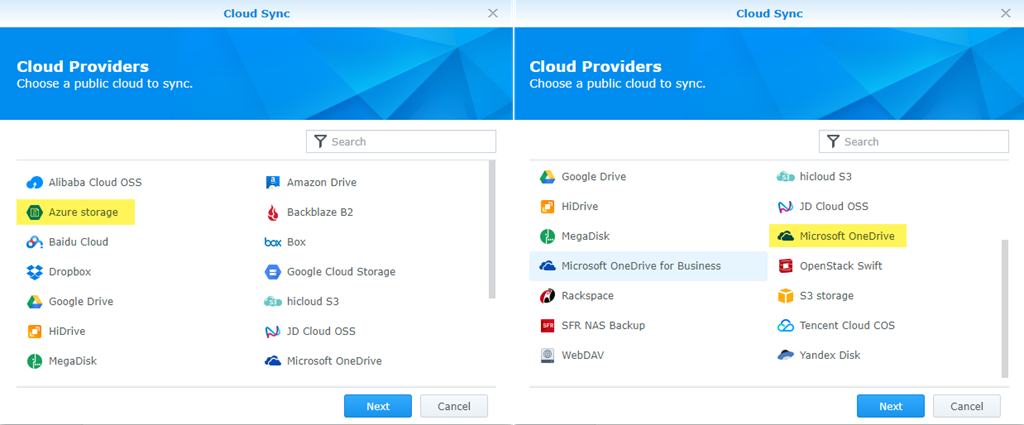 Cloud Sync
Cloud Providers
Choose a public cloud to sync.
Search
Alibaba Cloud OSS
Amazon Drive
Azure storage
Backblaze B2
Baidu Cloud
box
Box
Dropbox
Google Cloud Storage
Google Drive
hicloud S3
HiDrive
JD Cloud OSS
MegaDisk
Microsoft OneDrive
Next
Cancel
Cloud Sync
Cloud Providers
Choose a public cloud to sync.
Search
Google Drive
hicloud S3
HiDrive
JD Cloud OSS
MegaDisk
Microsoft OneDrive
Microsoft OneDrive for Business
OpenStack Swift
Rackspace
S3 storage
SFR
SFR NAS Backup
Tencent Cloud COS
WebDAV
Yandex Disk
Next
Cancel